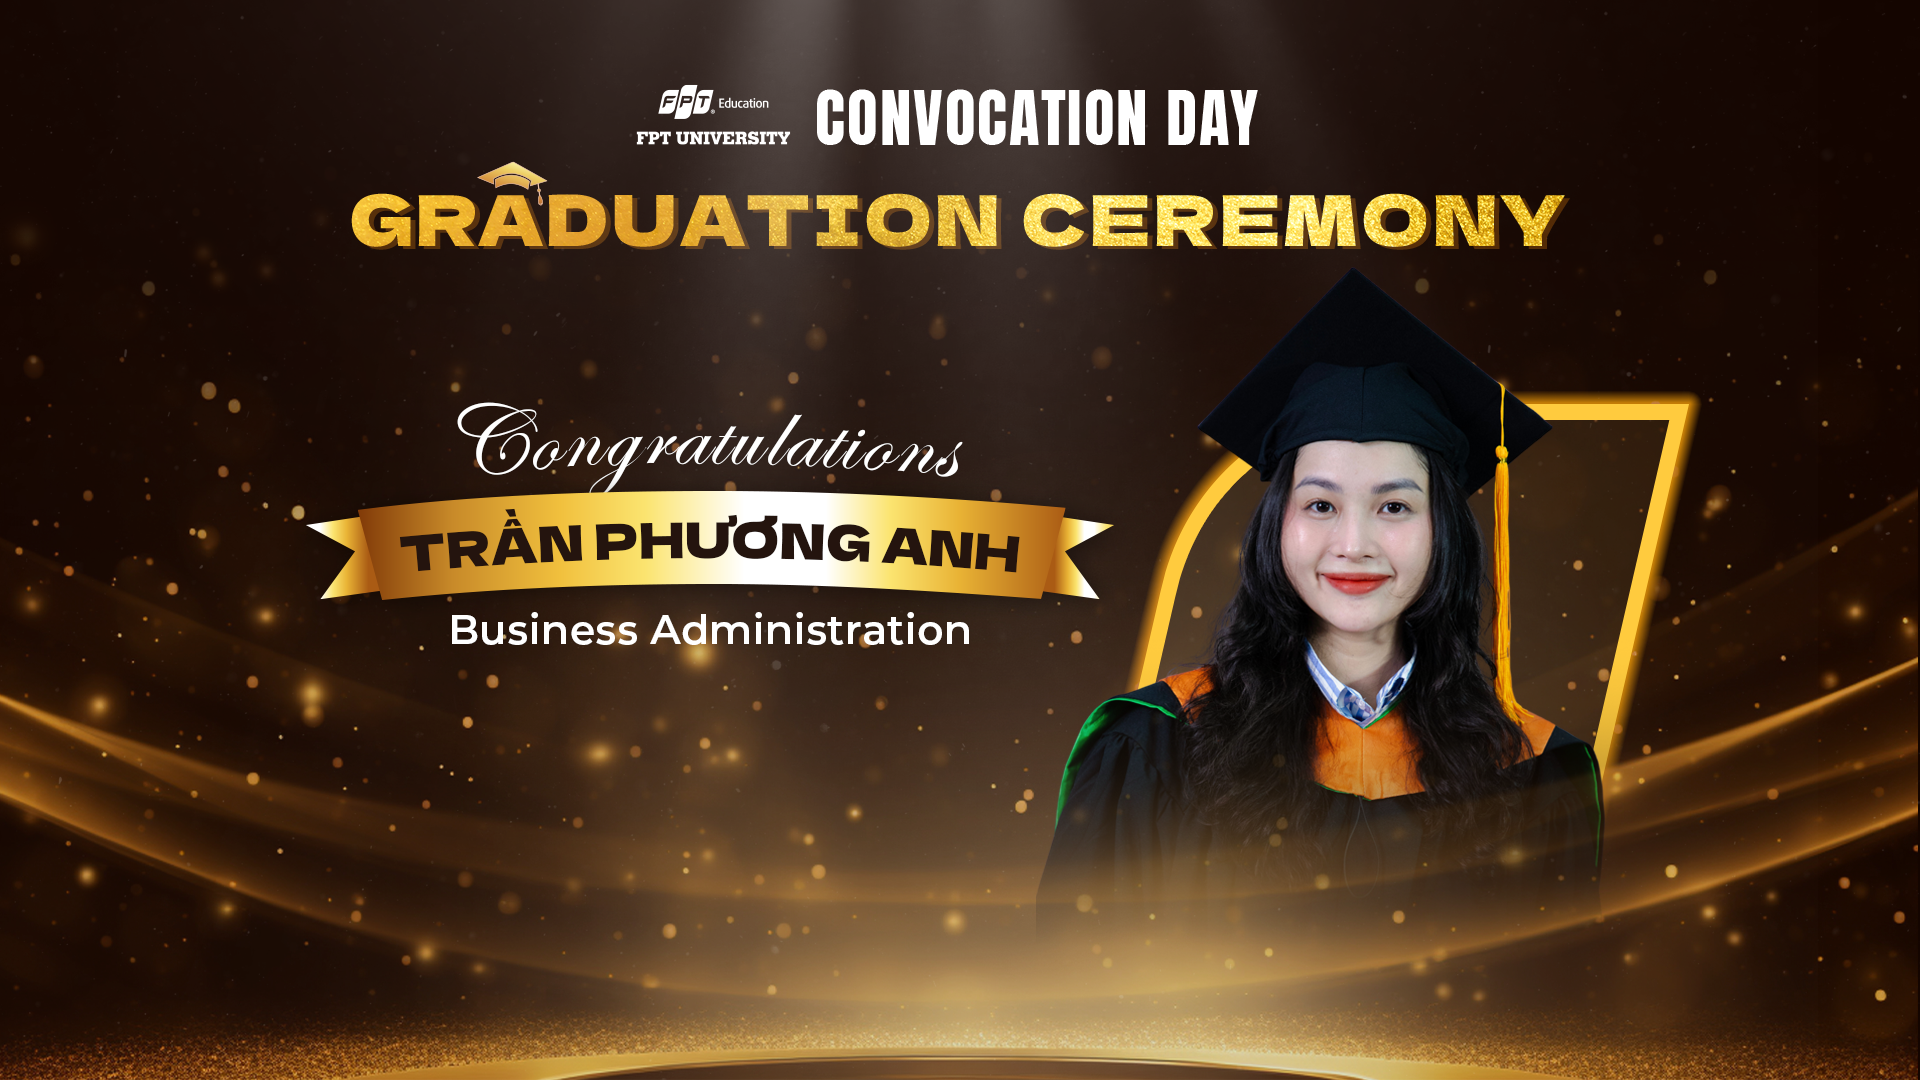 FPT Education
FPT UNIVERSITY
CONVOCATION DAY
GRADUATION CEREMONY
Congratulations
TRẦN PHƯƠNG ANH
Business Administration